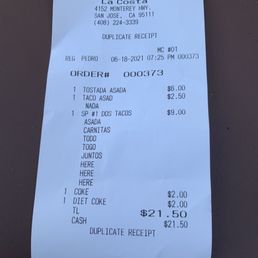 La Costa
4152 MONTEREY HWY.
SAN JOSE, CA 95111
(408) 224-3339
DUPLICATE RECEIPT
MC #01
REG PEDRO 08-18-2021 07:25 PM 000373
ORDER# 000373
1 TOSTADA ASADA $8.00
1 TACO ASAD $2.50
NADA
1 SP #1 DOS TACOS $9.00
ASADA
CARNITAS
TODO
TOGO
JUNTOS
HERE
HERE
HERE
1 COKE $2.00
1 DIET COKE $2.00
TL $21.50
CASH $21.50
DUPLICATE RECEIPT